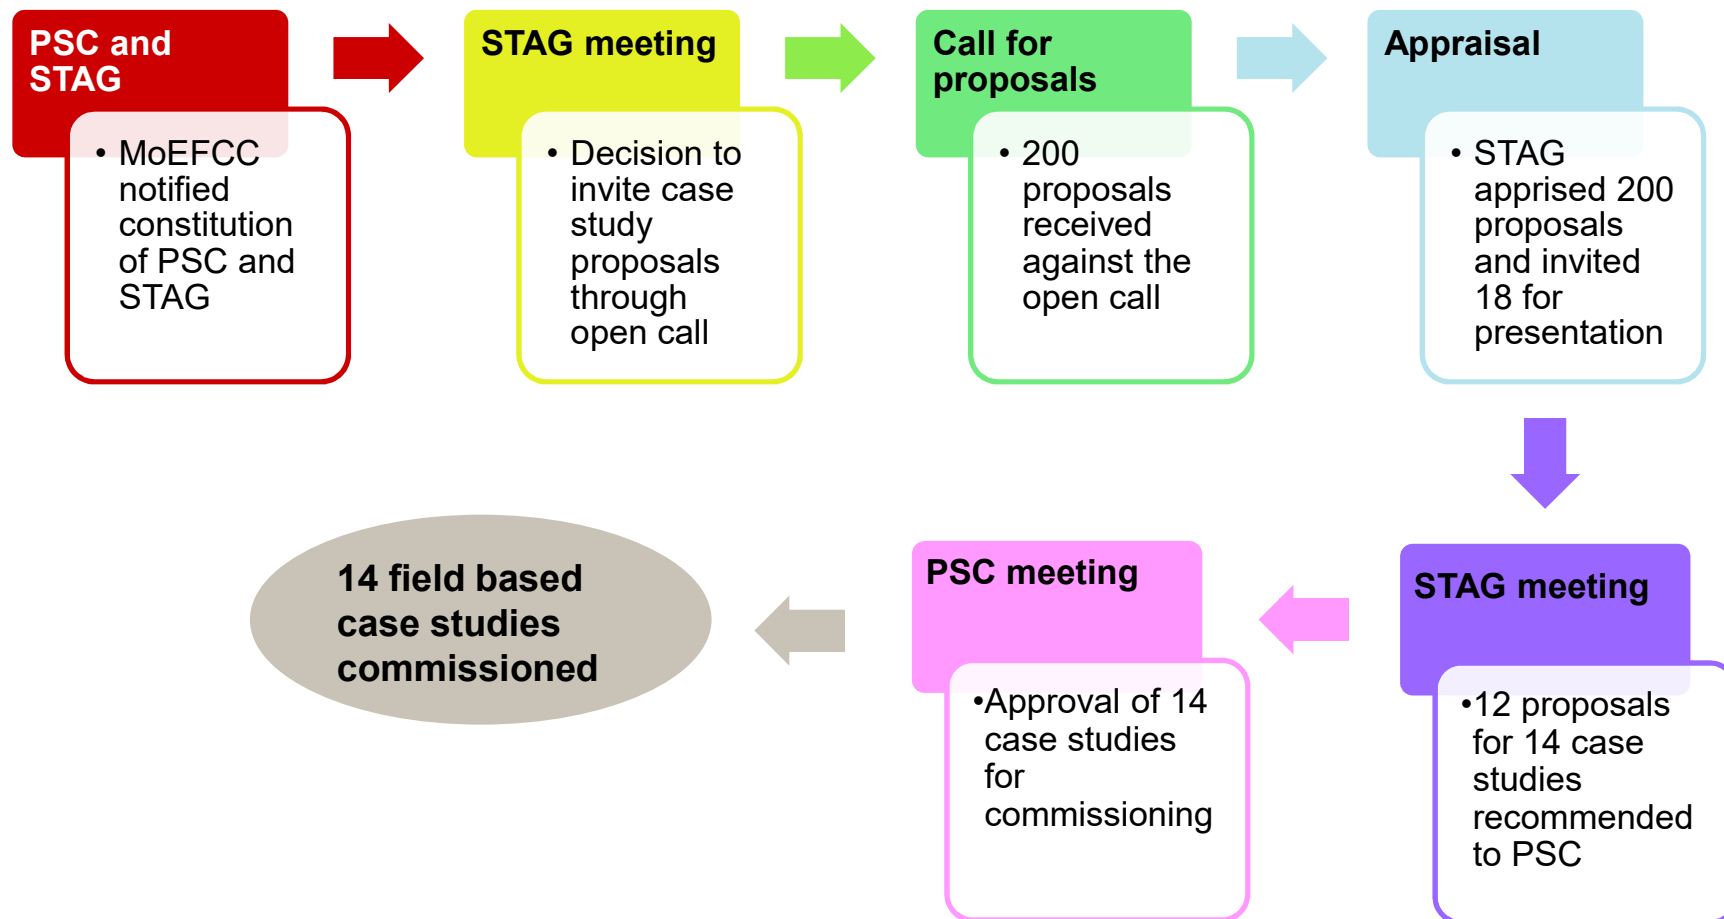 PSC and
STAG
• MoEFCC
notified
constitution
of PSC and
STAG
STAG meeting
• Decision to
invite case
study
proposals
through
open call
Call for
proposals
• 200
proposals
received
against the
open call
Appraisal
• STAG
apprised 200
proposals
and invited
18 for
presentation
STAG meeting
•12 proposals
for 14 case
studies
recommended
to PSC
PSC meeting
•Approval of 14
case studies
for
commissioning
14 field based
case studies
commissioned